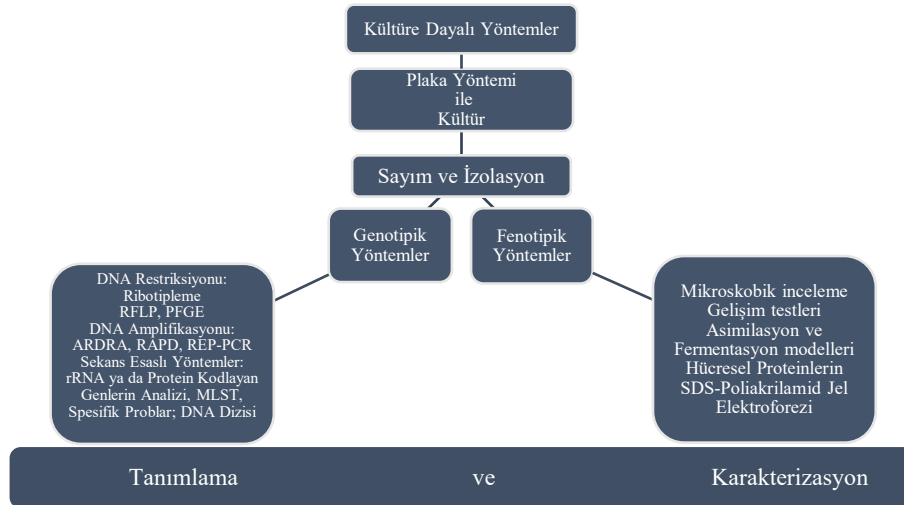 Kültüre Dayalı Yöntemler
Plaka Yöntemi
ile
Kültür
Sayım ve İzolasyon
Genotipik
Yöntemler
Fenotipik
Yöntemler
DNA Restriksiyonu:
Ribotipleme
RFLP, PFGE
DNA Amplifikasyonu:
ARDRA, RAPD, REP-PCR
Sekans Esaslı Yöntemler:
rRNA ya da Protein Kodlayan
Genlerin Analizi, MLST,
Spesifik Problar; DNA Dizisi
Mikroskobik inceleme
Gelişim testleri
Asimilasyon ve
Fermentasyon modelleri
Hücresel Proteinlerin
SDS-Poliakrilamid Jel
Elektroforezi
Tanımlama ve Karakterizasyon